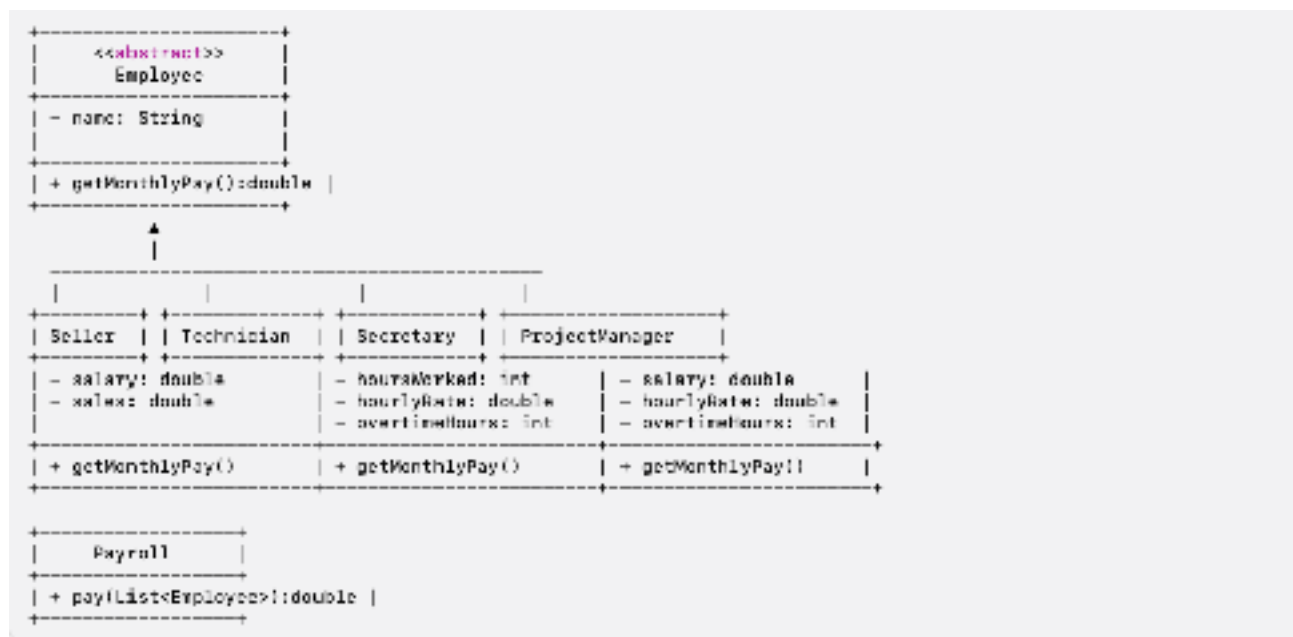 <<abstract>>
Employee
- name: String
+ getMonthlyPay():double
Seller | Technician | Secretary | ProjectManager
- salary: double | - hoursWorked: int | - salary: double
- sales: double | - hourlyRate: double | - hourlyRate: double
- overtimeHours: int | - overtimeHours: int
+ getMonthlyPay() | + getMonthlyPay() | + getMonthlyPay()
Payroll
+ pay(List<Employee>):double